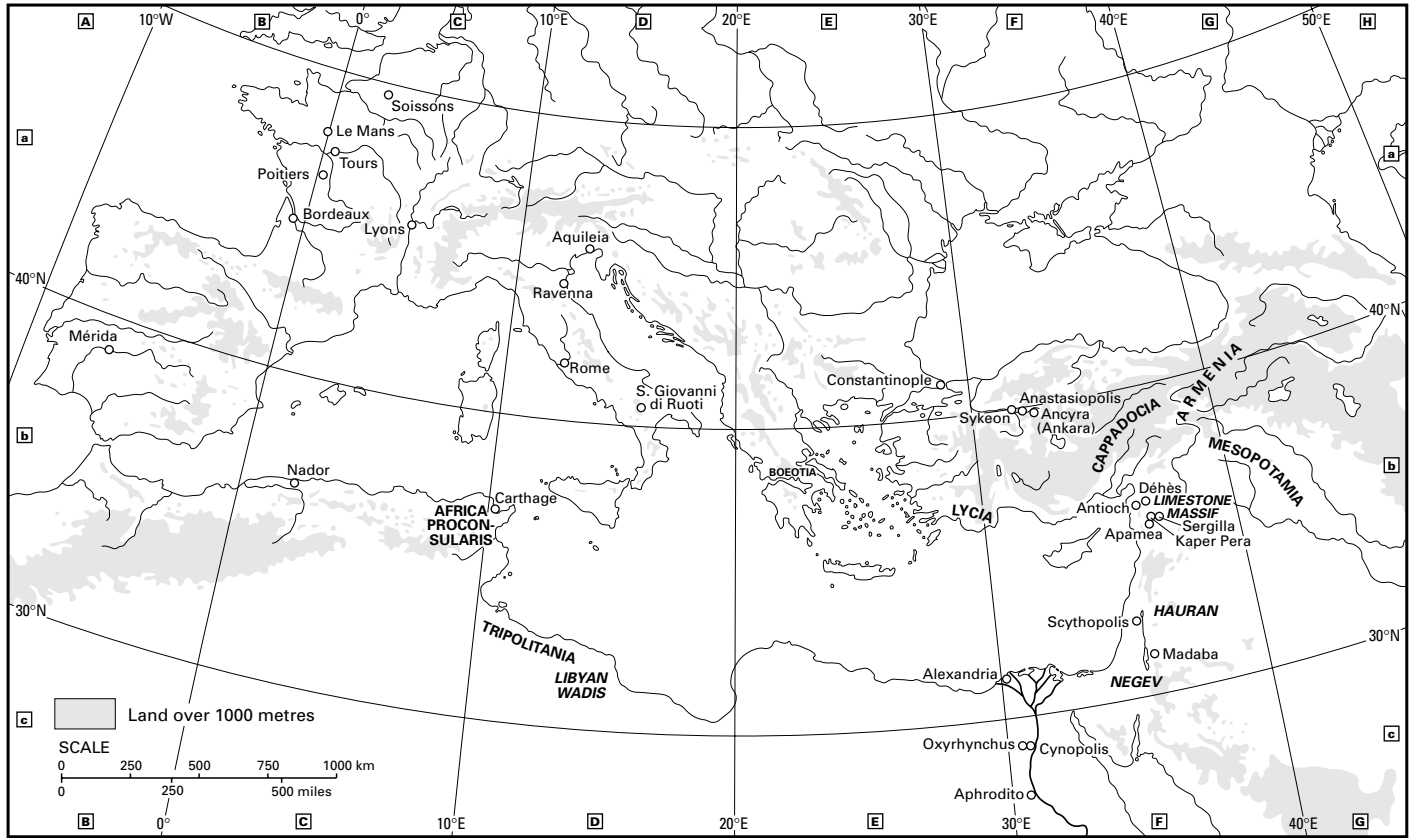 A
10°W
B
0°
C
10°E
D
20°E
E
30°E
F
40°E
G
50°E
H
a
a
Soissons
Le Mans
Tours
Poitiers
Bordeaux
Lyons
Aquileia
Ravenna
40°N
40°N
Mérida
Rome
S. Giovanni
di Ruoti
Constantinople
Anastasiopolis
Sykeon
Ancyra
(Ankara)
CAPPADOCIA
ARMENIA
MESOPOTAMIA
b
b
BOEOTIA
Nador
Carthage
AFRICA
PROCON-
SULARIS
LYCIA
Déhès
LIMESTONE
MASSIF
Antioch
Sergilla
Apamea
Kaper Pera
30°N
30°N
TRIPOLITANIA
LIBYAN
WADIS
HAURAN
Scythopolis
Madaba
NEGEV
Alexandria
c
c
Land over 1000 metres
SCALE
0 250 500 750 1000 km
0 250 500 miles
Oxyrhynchus
Cynopolis
Aphrodito
B
0°
C
10°E
D
20°E
E
30°E
F
40°E
G